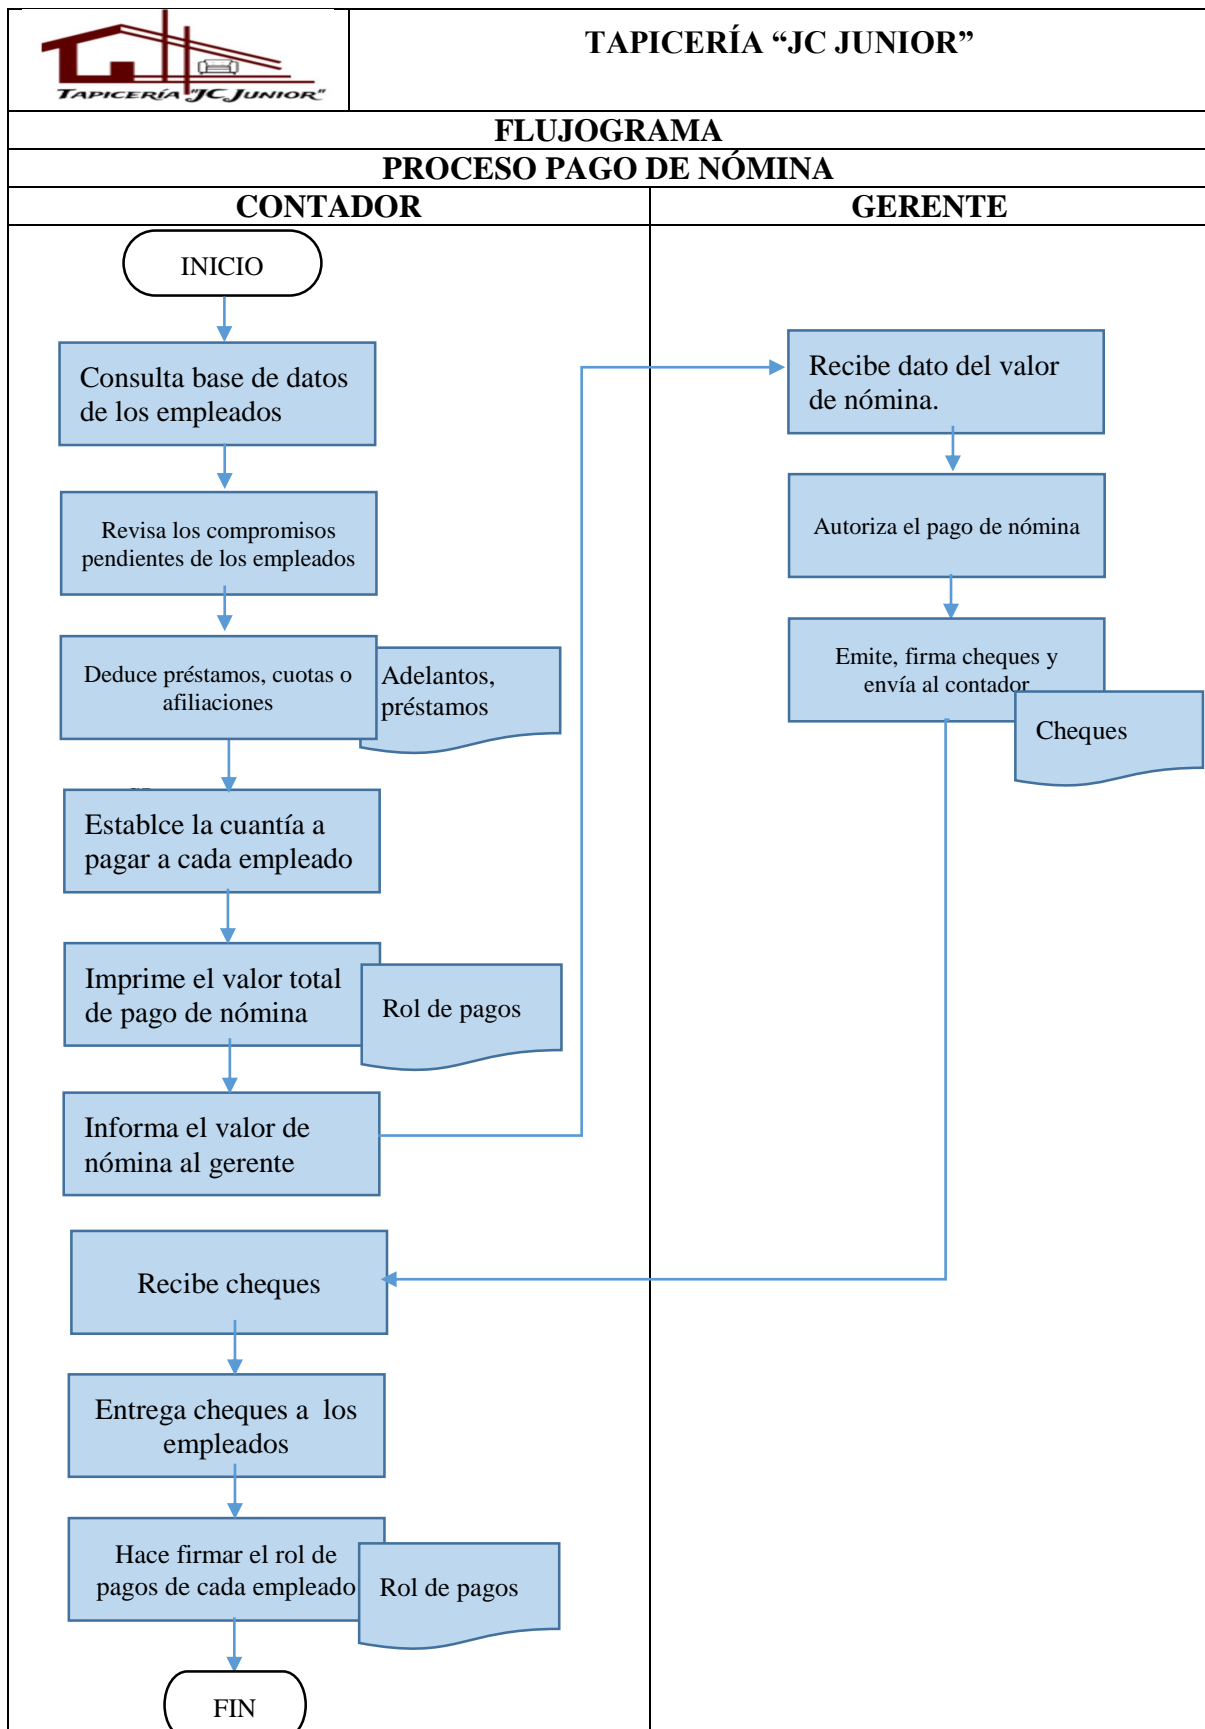 TAPICERÍA "JC JUNIOR"
TAPICERÍA “JC JUNIOR”
FLUJOGRAMA
PROCESO PAGO DE NÓMINA
CONTADOR
GERENTE
INICIO
Consulta base de datos
de los empleados
Revisa los compromisos
pendientes de los empleados
Deduce préstamos, cuotas o
afiliaciones
Adelantos,
préstamos
Establce la cuantía a
pagar a cada empleado
Imprime el valor total
de pago de nómina
Rol de pagos
Informa el valor de
nómina al gerente
Recibe dato del valor
de nómina.
Autoriza el pago de nómina
Emite, firma cheques y
envía al contador
Cheques
Recibe cheques
Entrega cheques a  los
empleados
Hace firmar el rol de
pagos de cada empleado
Rol de pagos
FIN